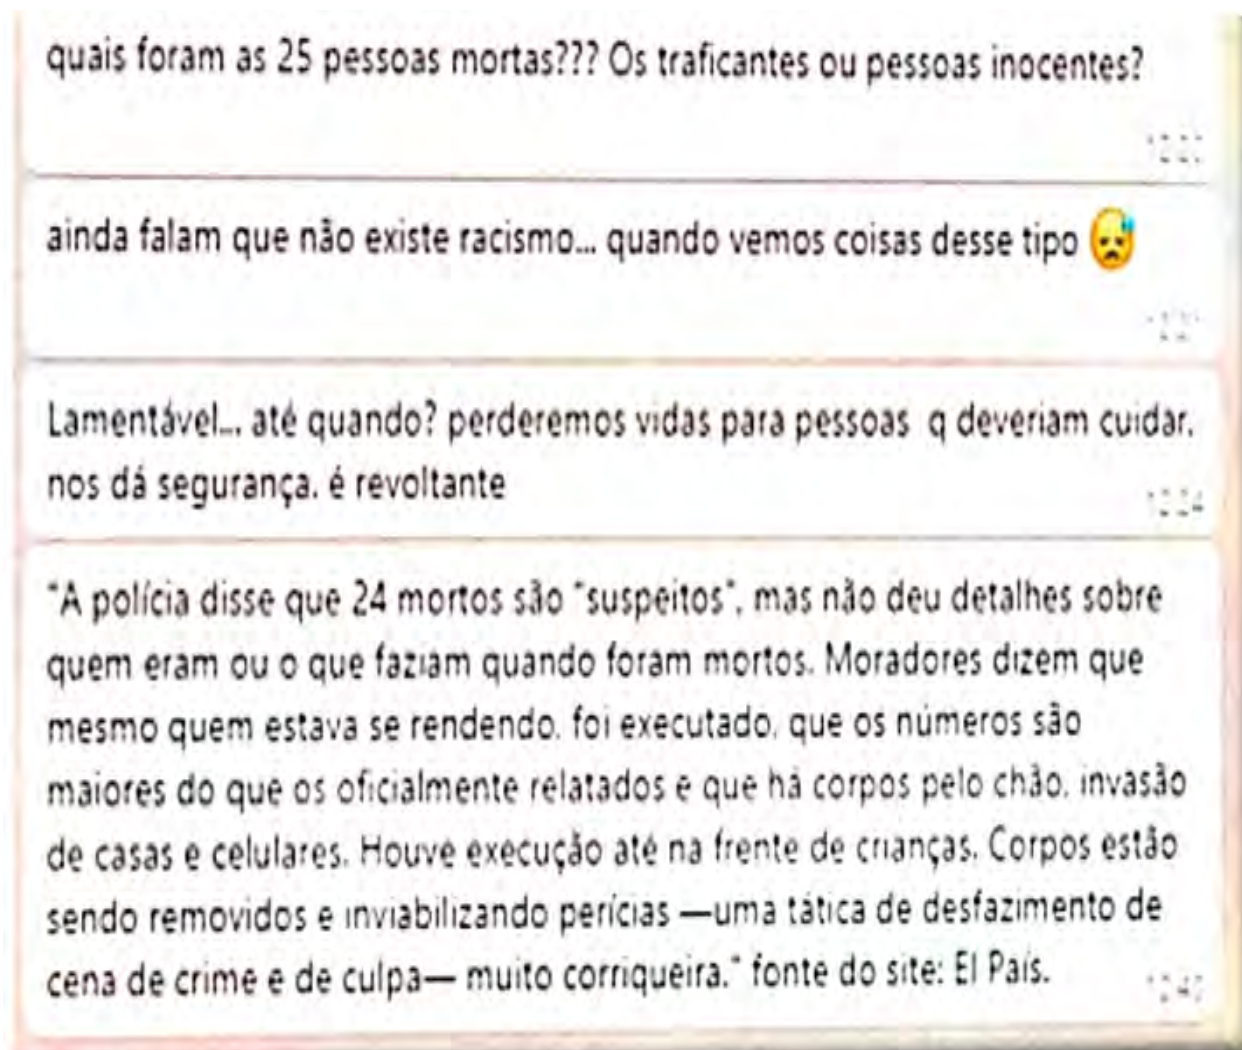 quais foram as 25 pessoas mortas??? Os traficantes ou pessoas inocentes?
ainda falam que não existe racismo... quando vemos coisas desse tipo 😓
Lamentável... até quando? perderemos vidas para pessoas q deveriam cuidar.
nos dá segurança. é revoltante
"A polícia disse que 24 mortos são "suspeitos", mas não deu detalhes sobre
quem eram ou o que faziam quando foram mortos. Moradores dizem que
mesmo quem estava se rendendo, foi executado, que os números são
maiores do que os oficialmente relatados e que há corpos pelo chão, invasão
de casas e celulares. Houve execução até na frente de crianças. Corpos estão
sendo removidos e inviabilizando perícias —uma tática de desfazimento de
cena de crime e de culpa— muito corriqueira." fonte do site: El País.